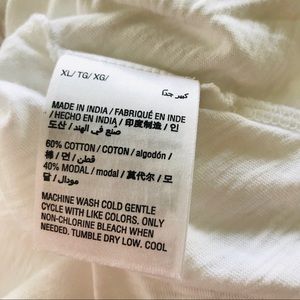 XL/ TG/ XG/ كبير جدًا
MADE IN INDIA / FABRIQUÉ EN INDE
/ HECHO EN INDIA / 印度制造 / 인
도산 / صنع في الهند /
60% COTTON / COTON / algodón /
棉 / 면 / قطن /
40% MODAL / modal / 莫代尔 / 모
달 / مودال /
MACHINE WASH COLD GENTLE
CYCLE WITH LIKE COLORS. ONLY
NON-CHLORINE BLEACH WHEN
NEEDED. TUMBLE DRY LOW. COOL